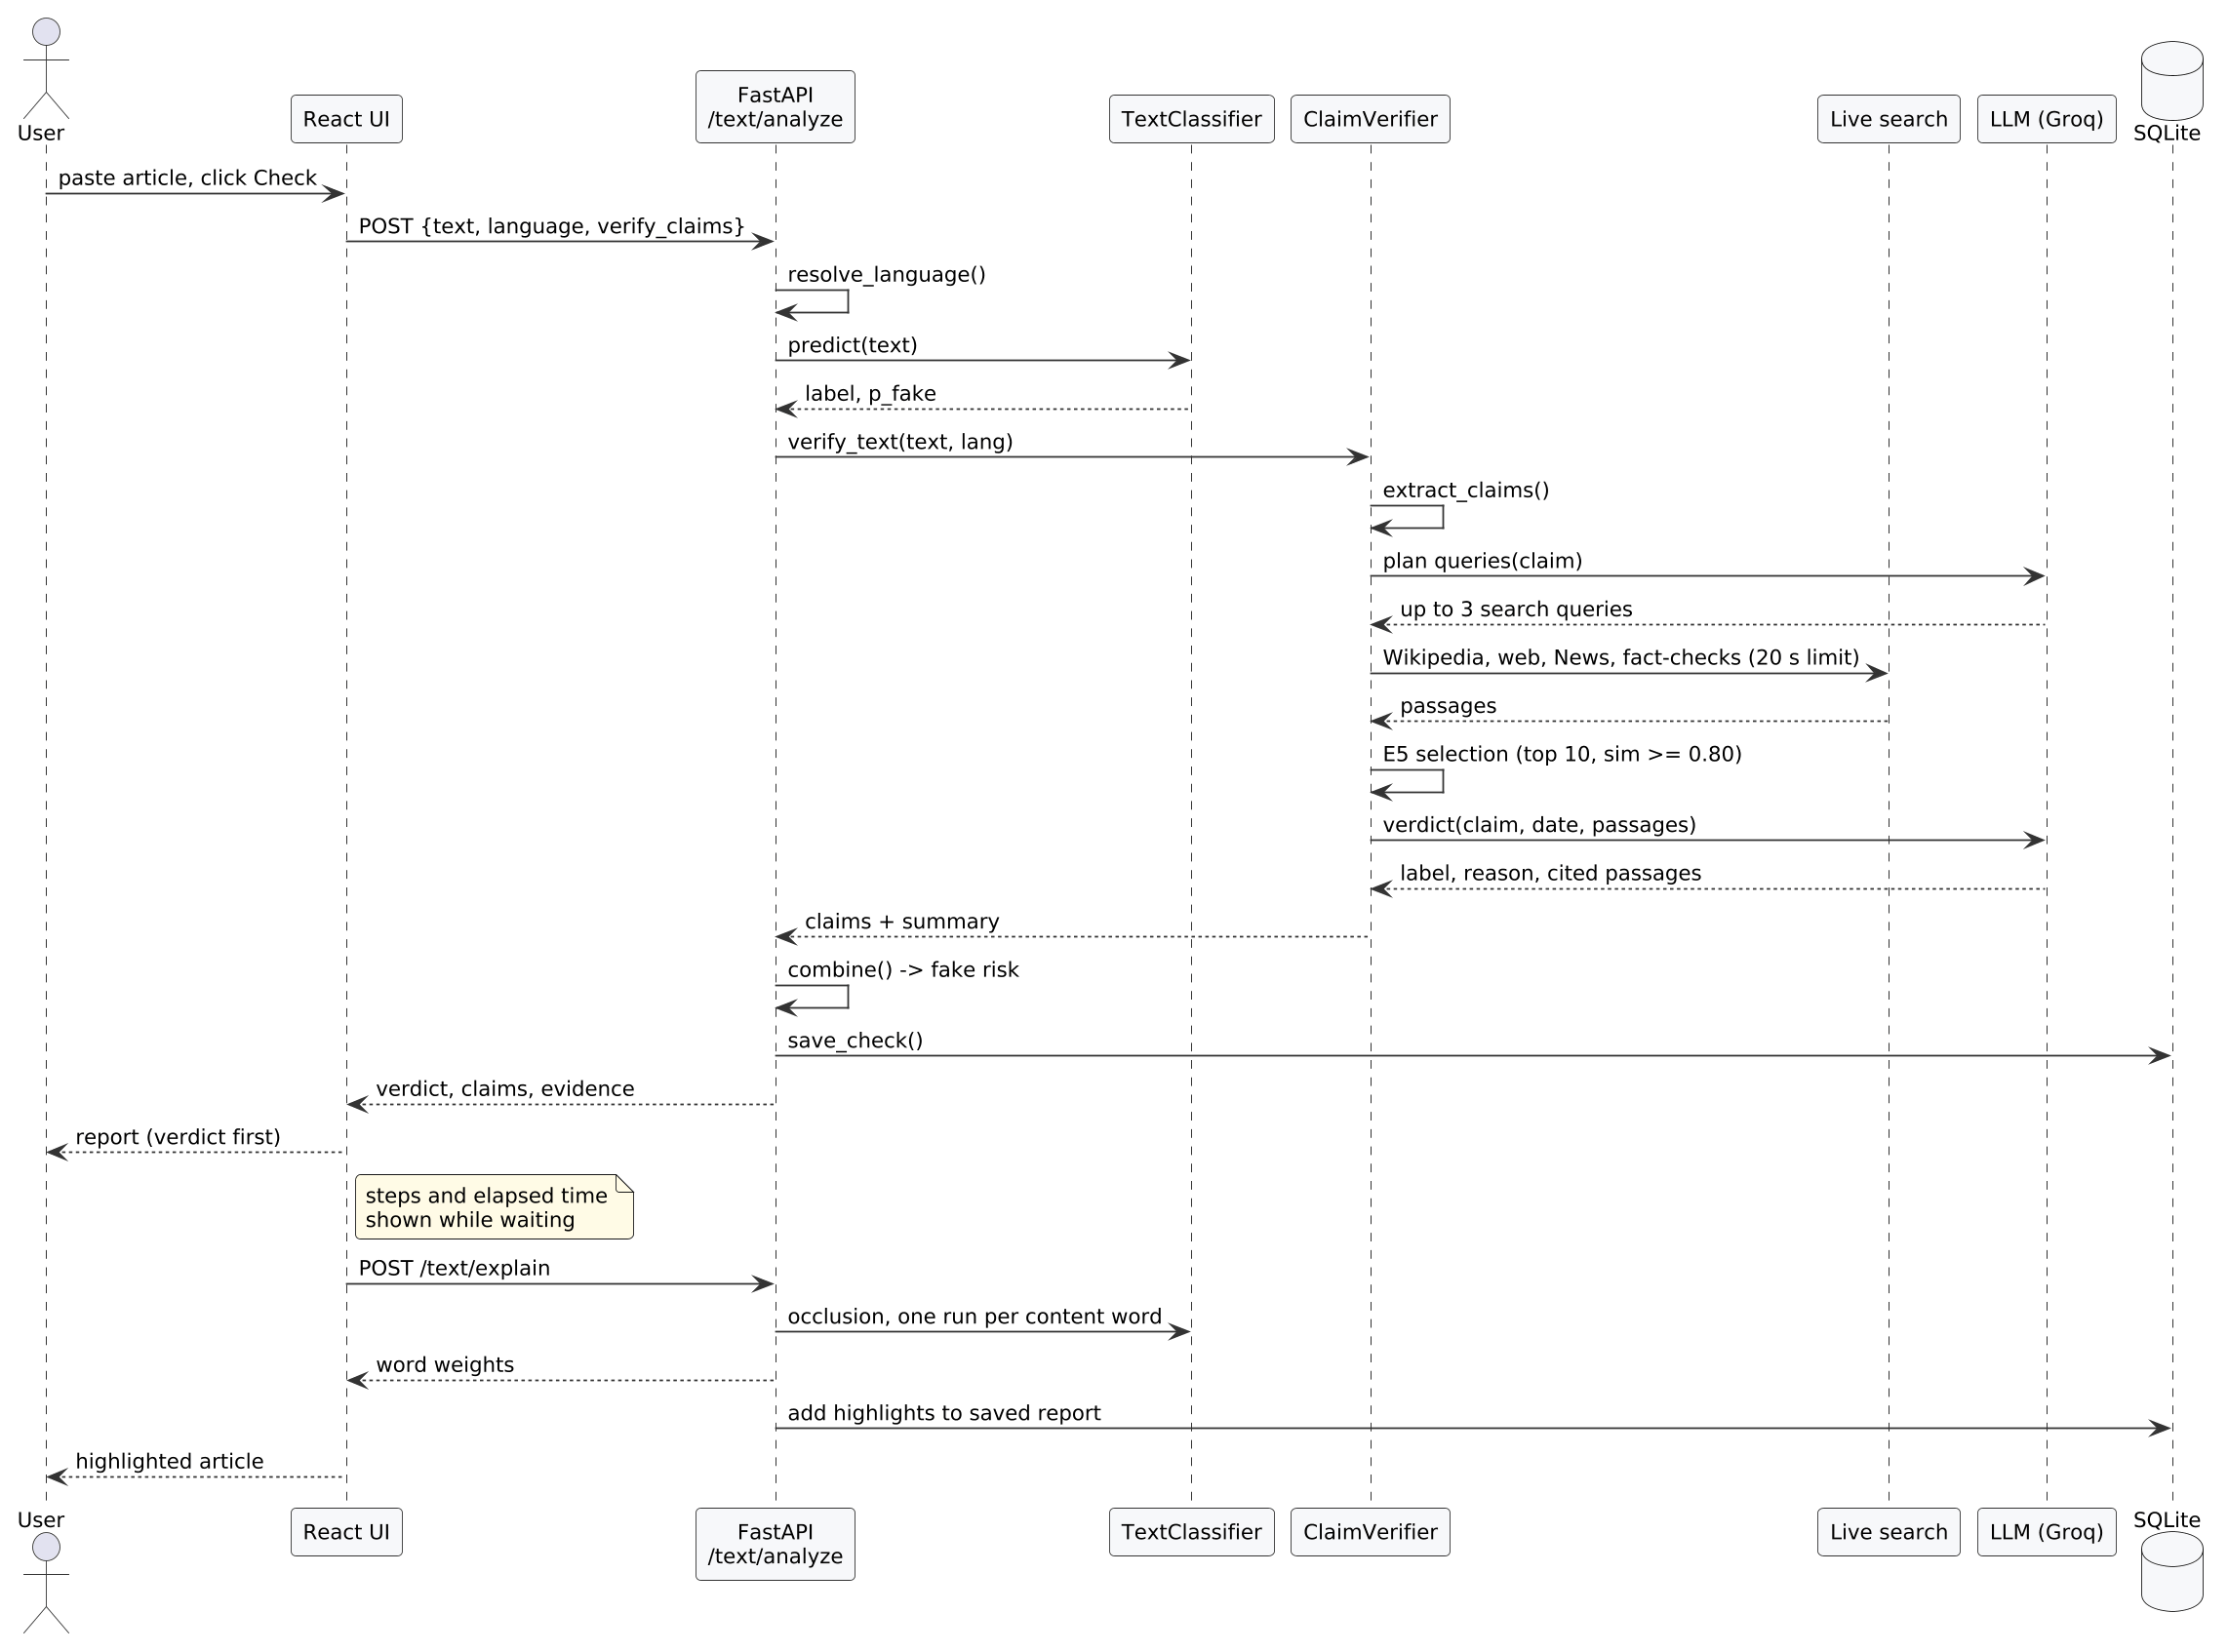 User
React UI
FastAPI
/text/analyze
TextClassifier
ClaimVerifier
Live search
LLM (Groq)
SQLite
paste article, click Check
POST {text, language, verify_claims}
resolve_language()
predict(text)
label, p_fake
verify_text(text, lang)
extract_claims()
plan queries(claim)
up to 3 search queries
Wikipedia, web, News, fact-checks (20 s limit)
passages
E5 selection (top 10, sim >= 0.80)
verdict(claim, date, passages)
label, reason, cited passages
claims + summary
combine() -> fake risk
save_check()
verdict, claims, evidence
report (verdict first)
steps and elapsed time
shown while waiting
POST /text/explain
occlusion, one run per content word
word weights
add highlights to saved report
highlighted article
User
React UI
FastAPI
/text/analyze
TextClassifier
ClaimVerifier
Live search
LLM (Groq)
SQLite